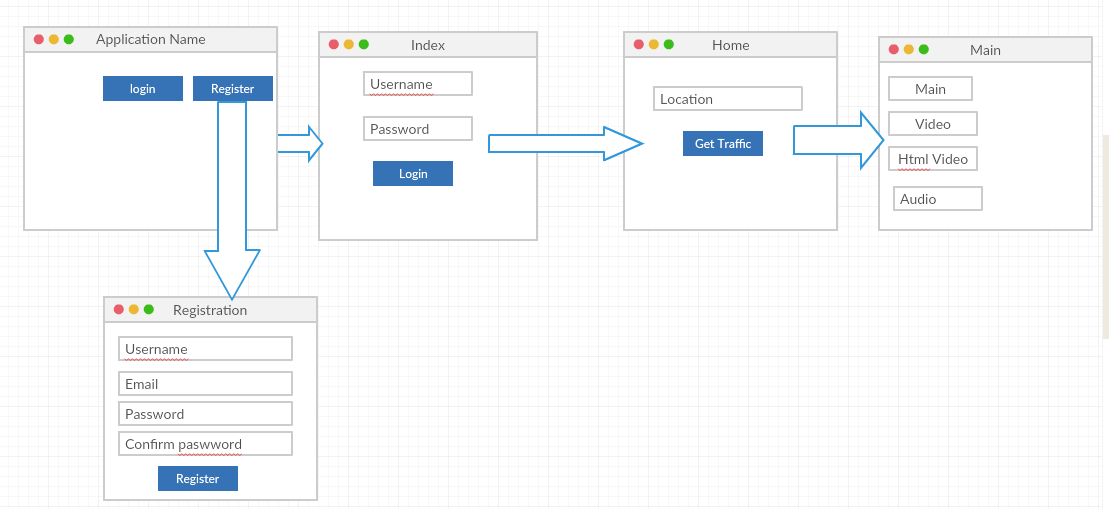 Application Name
login
Register
Index
Username
Password
Login
Home
Location
Get Traffic
Main
Main
Video
Html Video
Audio
Registration
Username
Email
Password
Confirm paswword
Register